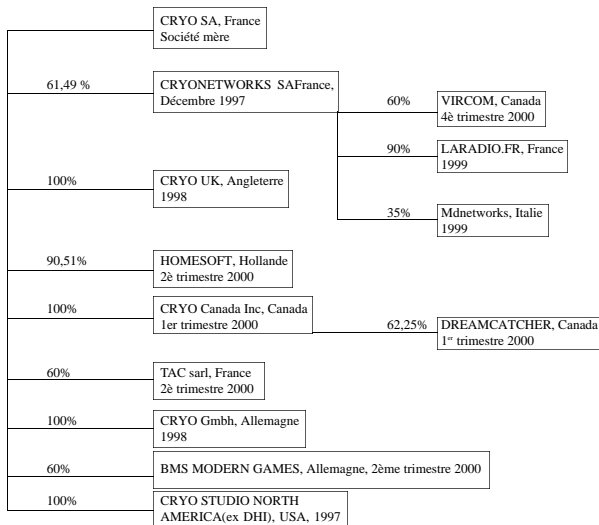 CRYO SA, France
Société mère
61,49 %
CRYONETWORKS SAFrance,
Décembre 1997
60%
VIRCOM, Canada
4è trimestre 2000
90%
LARADIO.FR, France
1999
100%
CRYO UK, Angleterre
1998
35%
Mdnetworks, Italie
1999
90,51%
HOMESOFT, Hollande
2è trimestre 2000
100%
CRYO Canada Inc, Canada
1er trimestre 2000
62,25%
DREAMCATCHER, Canada
1er trimestre 2000
60%
TAC sarl, France
2è trimestre 2000
100%
CRYO Gmbh, Allemagne
1998
60%
BMS MODERN GAMES, Allemagne, 2ème trimestre 2000
100%
CRYO STUDIO NORTH
AMERICA(ex DHI), USA, 1997